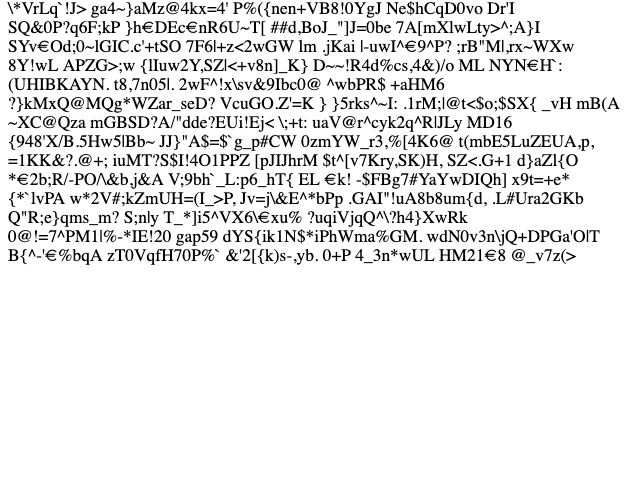 \*VrLq`!J> ga4~}aMz@4kx=4' P%({nen+VB8!0YgJ Ne$hCqD0vo Dr'I
SQ&0P?q6F;kP }h€DEc€nR6U~T[ ##d,BoJ_"]J=0be 7A[mXlwLty>^;A}I
SYv€Od;0~lGIC.c'+tSO 7F6|+z<2wGW lm .jKai |-uwI^€9^P? ;rB"M|,rx~WXw
8Y!wL APZG>;w {lIuw2Y,SZ|<+v8n]_K} D~~!R4d%cs,4&)/o ML NYN€H`:
(UHIBKAYN. t8,7n05|. 2wF^!x\sv&9Ibc0@ ^wbPR$ +aHM6
?}kMxQ@MQg*WZar_seD? VcuGO.Z'=K } }5rks^~I: .1rM;|@t<$o;$SX{ _vH mB(A
~XC@Qza mGBSD?A/"dde?EUi!Ej< \;+t: uaV@r^cyk2q^R|JLy MD16
{948'X/B.5Hw5|Bb~ JJ}"A$=$`g_p#CW 0zmYW_r3,%[4K6@ t(mbE5LuZEUA,p,
=1KK&?.@+; iuMT?S$I!4O1PPZ [pJIJhrM $t^[v7Kry,SK)H, SZ<.G+1 d}aZl{O
*€2b;R/-PO/\&b,j&A V;9bh`_L:p6_hT{ EL €k! -$FBg7#YaYwDIQh] x9t=+e*
{*`lvPA w*2V#;kZmUH=(I_>P, Jv=j\&E^*bPp .GAI"!uA8b8um{d, .L#Ura2GKb
Q"R;e}qms_m? S;nly T_*]i5^VX6\€xu% ?uqiVjqQ^\?h4}XwRk
0@!=7^PM1|%-*IE!20 gap59 dYS{ik1N$*iPhWma%GM. wdN0v3n\jQ+DPGa'O|T
B{^-'€%bqA zT0VqfH70P%` &'2[{k)s-,yb. 0+P 4_3n*wUL HM21€8 @_v7z(>